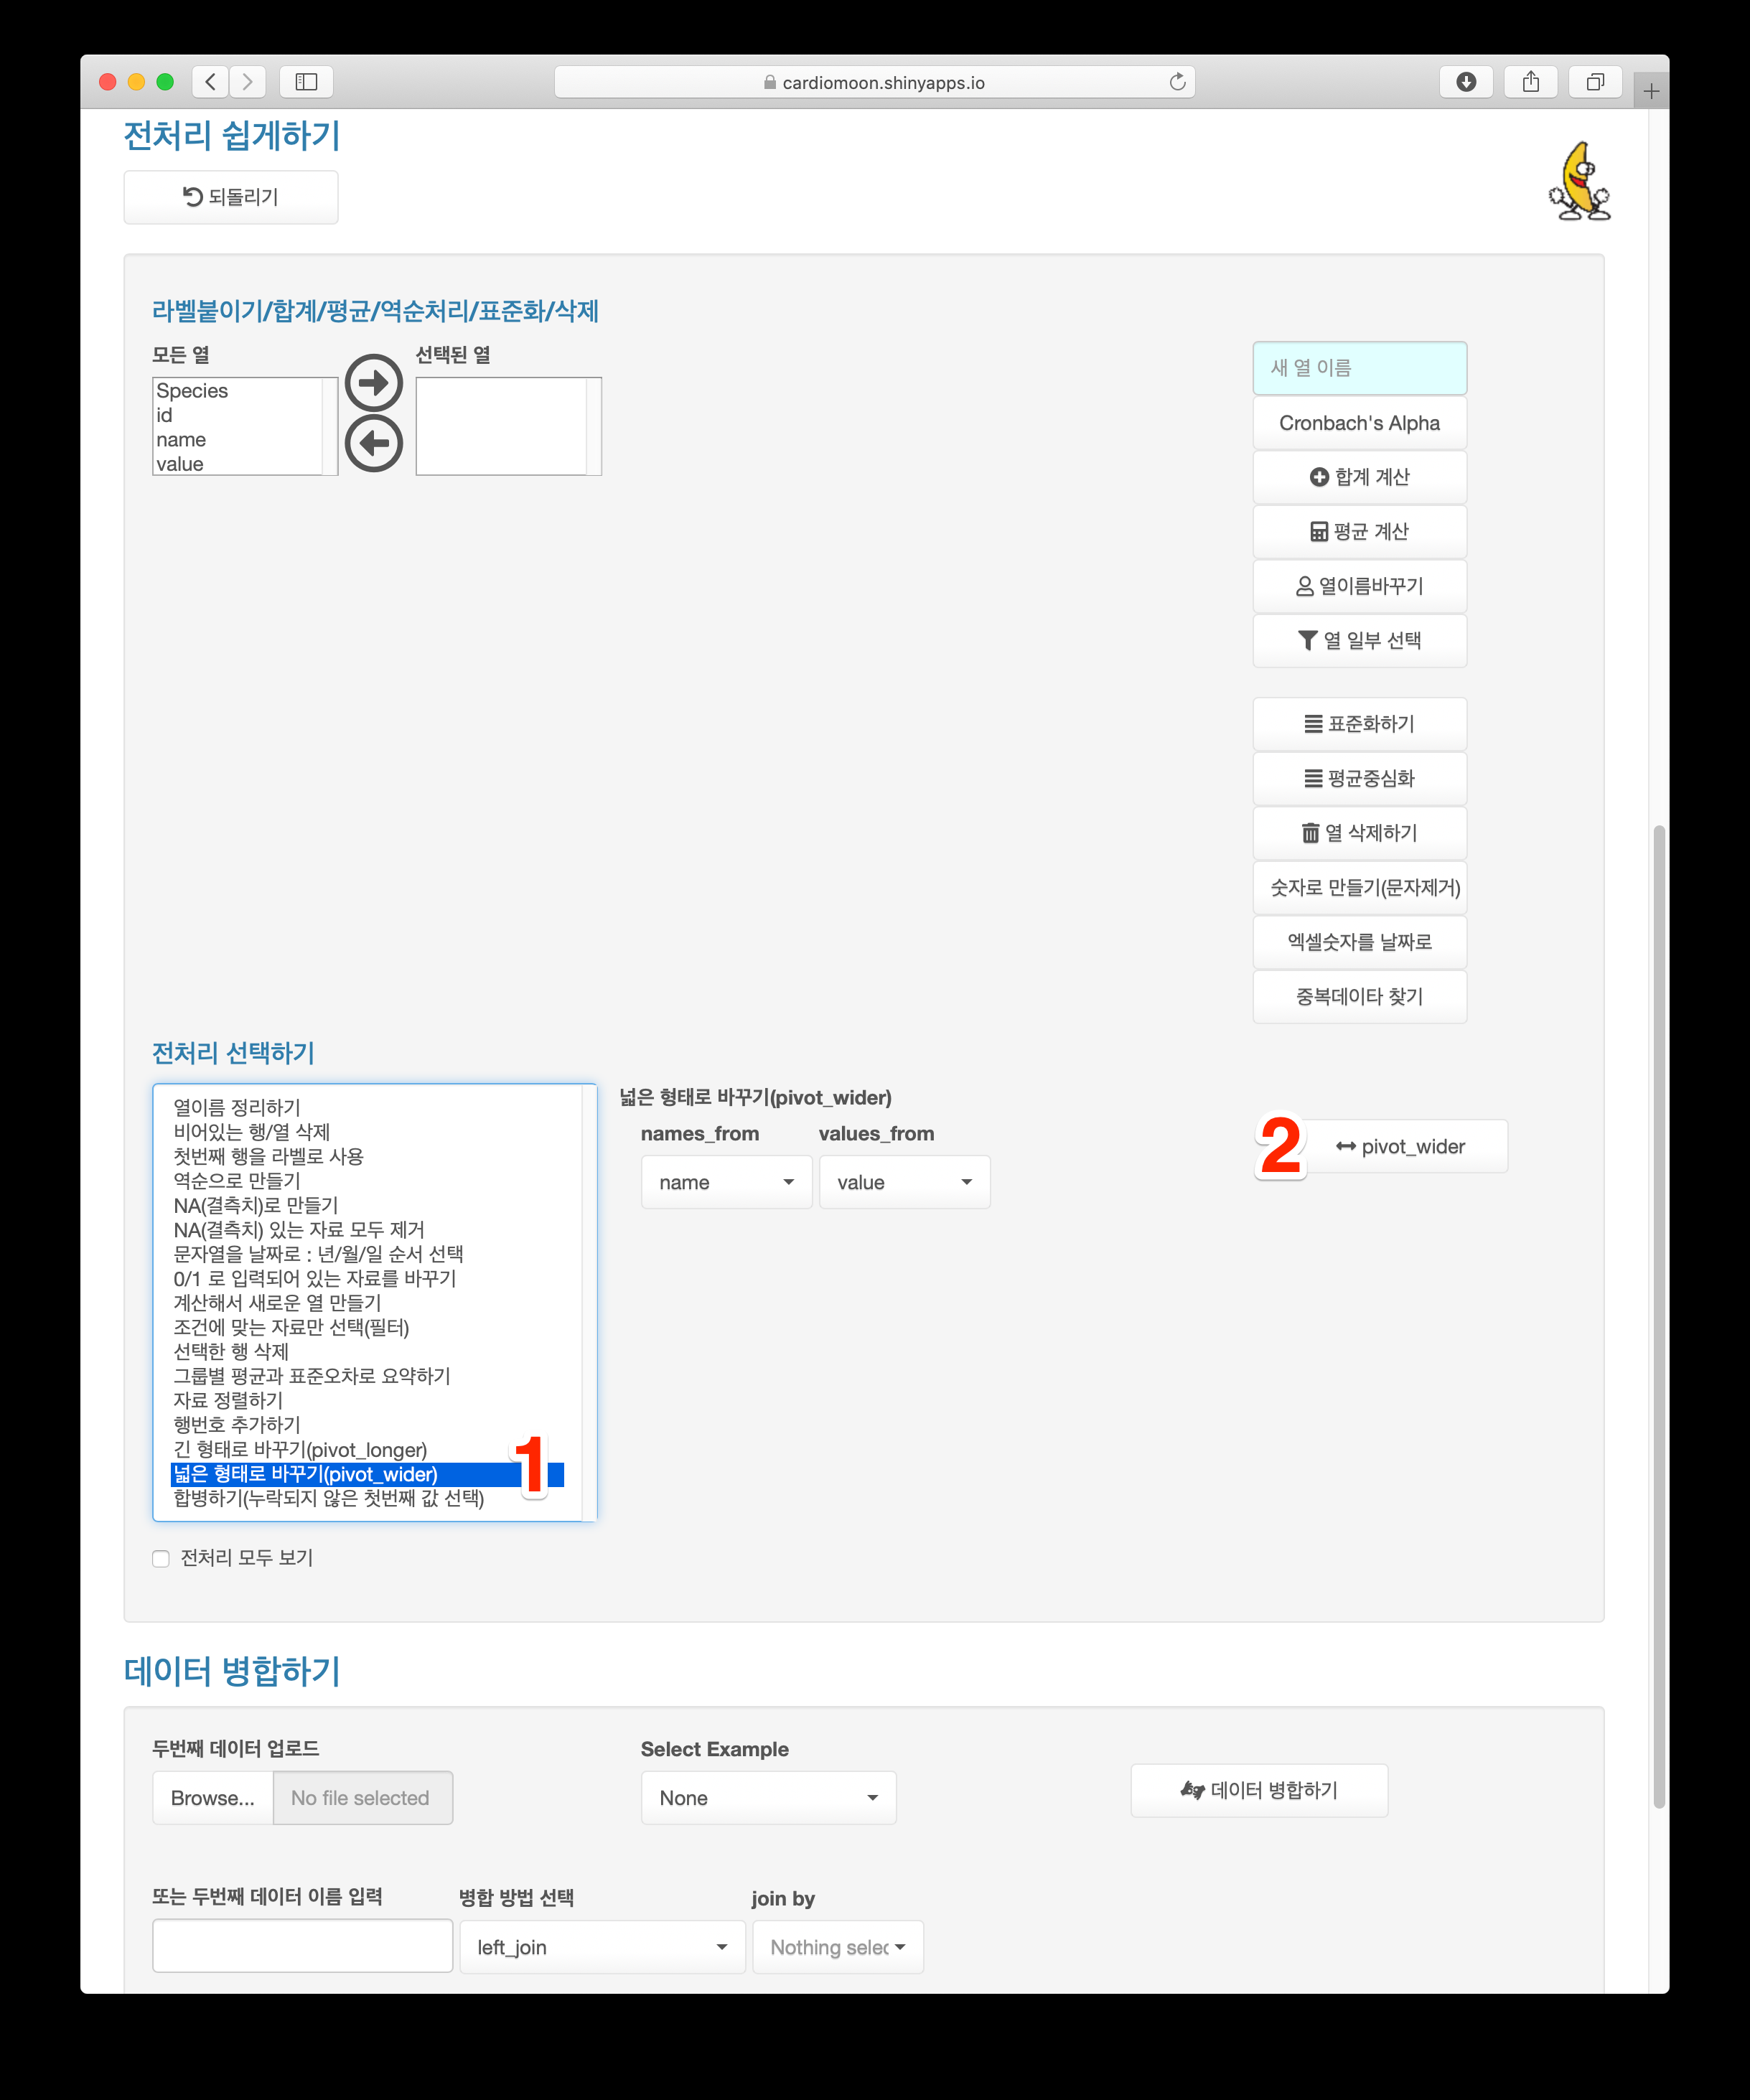 cardiomoon.shinyapps.io
전처리 쉽게하기
되돌리기
라벨붙이기/합계/평균/역순처리/표준화/삭제
모든 열
선택된 열
Species
id
name
value
새 열 이름
Cronbach's Alpha
합계 계산
평균 계산
열이름바꾸기
열 일부 선택
표준화하기
평균중심화
열 삭제하기
숫자로 만들기(문자제거)
엑셀숫자를 날짜로
중복데이타 찾기
전처리 선택하기
열이름 정리하기
비어있는 행/열 삭제
첫번째 행을 라벨로 사용
역순으로 만들기
NA(결측치)로 만들기
NA(결측치) 있는 자료 모두 제거
문자열을 날짜로 : 년/월/일 순서 선택
0/1 로 입력되어 있는 자료를 바꾸기
계산해서 새로운 열 만들기
조건에 맞는 자료만 선택(필터)
선택한 행 삭제
그룹별 평균과 표준오차로 요약하기
자료 정렬하기
행번호 추가하기
긴 형태로 바꾸기(pivot_longer)
넓은 형태로 바꾸기(pivot_wider)
1
합병하기(누락되지 않은 첫번째 값 선택)
넓은 형태로 바꾸기(pivot_wider)
names_from
values_from
name
value
2
pivot_wider
전처리 모두 보기
데이터 병합하기
두번째 데이터 업로드
Select Example
Browse...
No file selected
None
데이터 병합하기
또는 두번째 데이터 이름 입력
병합 방법 선택
join by
left_join
Nothing selec